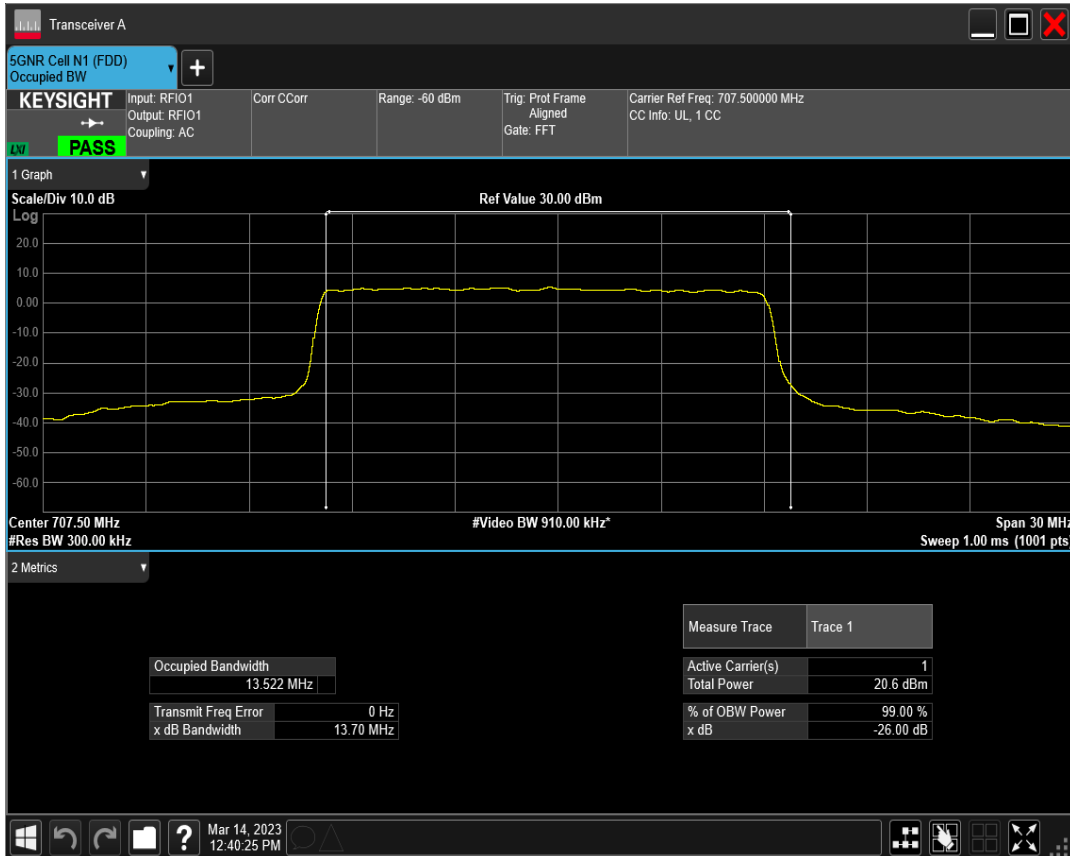 Transceiver A
5GNR Cell N1 (FDD)
Occupied BW
+
KEYSIGHT
LXI
PASS
Input: RFIO1
Output: RFIO1
Coupling: AC
Corr CCorr
Range: -60 dBm
Trig: Prot Frame
Aligned
Gate: FFT
Carrier Ref Freq: 707.500000 MHz
CC Info: UL, 1 CC
1 Graph
Scale/Div 10.0 dB
Ref Value 30.00 dBm
Log
20.0
10.0
0.00
-10.0
-20.0
-30.0
-40.0
-50.0
-60.0
Center 707.50 MHz
#Video BW 910.00 kHz*
Span 30 MHz
#Res BW 300.00 kHz
Sweep 1.00 ms (1001 pts)
2 Metrics
Measure Trace Trace 1
Occupied Bandwidth
13.522 MHz
Active Carrier(s) 1
Total Power 20.6 dBm
Transmit Freq Error 0 Hz
x dB Bandwidth 13.70 MHz
% of OBW Power 99.00 %
x dB -26.00 dB
?
Mar 14, 2023
12:40:25 PM